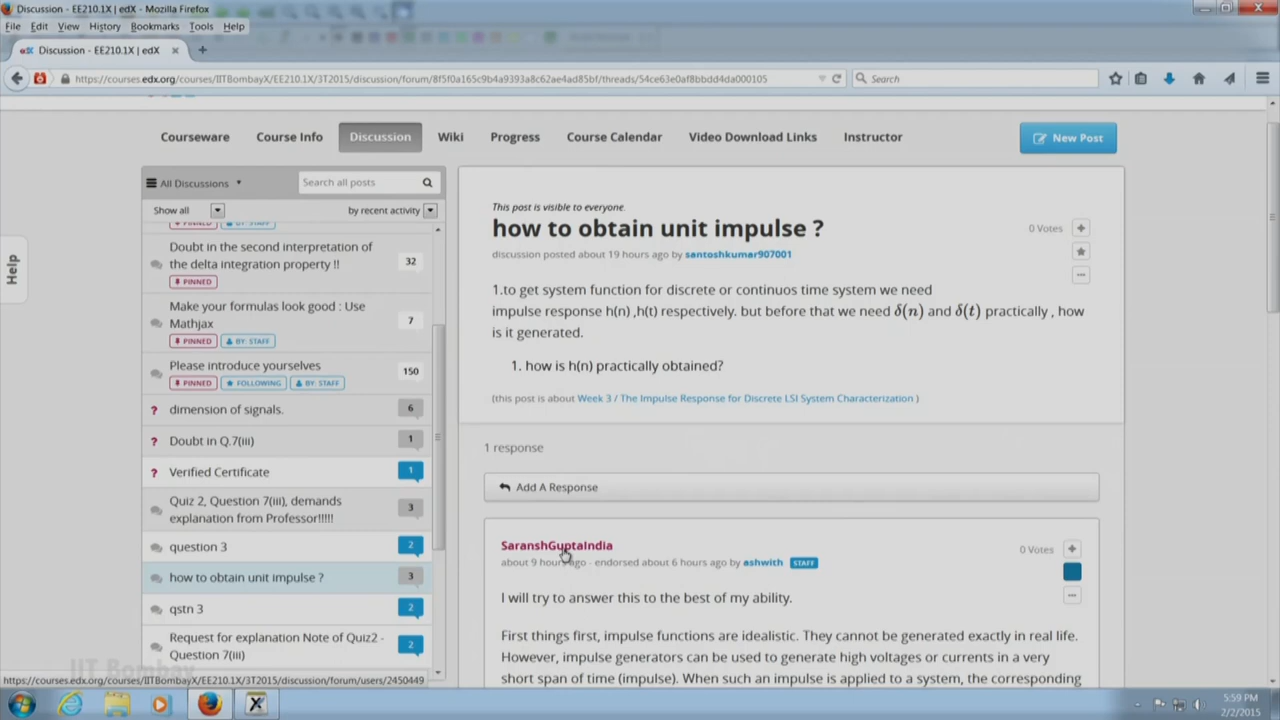 Discussion - EE210.1X | edX - Mozilla Firefox
File Edit View History Bookmarks Tools Help
Discussion - EE210.1X | edX
https://courses.edx.org/courses/IITBombayX/EE210.1X/3T2015/discussion/forum/8f5f0a165c9b4a9393a8c62ae4ad85bf/threads/54ce63e0af8bbdd4da000105
Search
Courseware Course Info Discussion Wiki Progress Course Calendar Video Download Links Instructor
New Post
Help
All Discussions
Search all posts
Show all
by recent activity
PINNED BY: STAFF
Doubt in the second interpretation of
the delta integration property !!
32
PINNED
Make your formulas look good : Use
Mathjax
7
PINNED BY: STAFF
Please introduce yourselves
150
PINNED FOLLOWING BY: STAFF
? dimension of signals. 6
? Doubt in Q.7(iii) 1
? Verified Certificate 1
Quiz 2, Question 7(iii), demands
explanation from Professor!!!!!
3
question 3 2
how to obtain unit impulse ? 3
qstn 3 2
Request for explanation Note of Quiz2 -
Question 7(iii)
2
This post is visible to everyone.
how to obtain unit impulse ?
0 Votes
discussion posted about 19 hours ago by santoshkumar907001
1.to get system function for discrete or continuos time system we need
impulse response h(n) ,h(t) respectively. but before that we need δ(n) and δ(t) practically , how
is it generated.
1. how is h(n) practically obtained?
(this post is about Week 3 / The Impulse Response for Discrete LSI System Characterization )
1 response
Add A Response
SaranshGuptaIndia
0 Votes
about 9 hours ago - endorsed about 6 hours ago by ashwith STAFF
I will try to answer this to the best of my ability.
First things first, impulse functions are idealistic. They cannot be generated exactly in real life.
However, impulse generators can be used to generate high voltages or currents in a very
short span of time (impulse). When such an impulse is applied to a system, the corresponding
IIT Bombay
https://courses.edx.org/courses/IITBombayX/EE210.1X/3T2015/discussion/forum/users/2450449
5:59 PM
2/2/2015